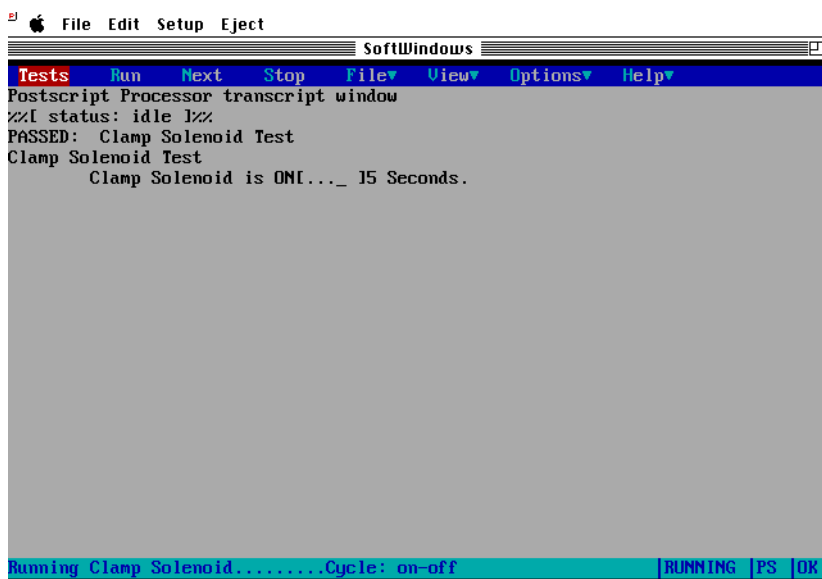 File Edit Setup Eject
SoftWindows
Tests Run Next Stop File▼ View▼ Options▼ Help▼
Postscript Processor transcript window
%%[ status: idle ]%%
PASSED: Clamp Solenoid Test
Clamp Solenoid Test
Clamp Solenoid is ON[..._ ]5 Seconds.
Running Clamp Solenoid.........Cycle: on-off |RUNNING |PS |OK